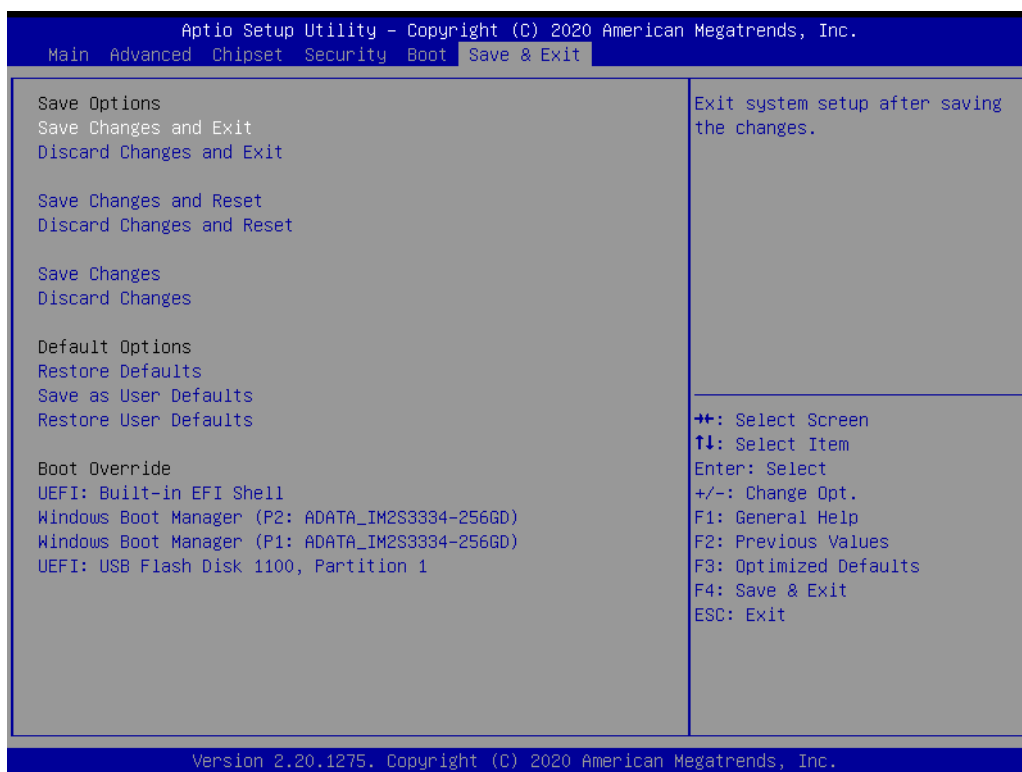 Aptio Setup Utility – Copyright (C) 2020 American Megatrends, Inc.
Main Advanced Chipset Security Boot Save & Exit
Save Options
Save Changes and Exit
Discard Changes and Exit
Save Changes and Reset
Discard Changes and Reset
Save Changes
Discard Changes
Default Options
Restore Defaults
Save as User Defaults
Restore User Defaults
Boot Override
UEFI: Built-in EFI Shell
Windows Boot Manager (P2: ADATA_IM2S3334-256GD)
Windows Boot Manager (P1: ADATA_IM2S3334-256GD)
UEFI: USB Flash Disk 1100, Partition 1
Exit system setup after saving
the changes.
→←: Select Screen
↑↓: Select Item
Enter: Select
+/-: Change Opt.
F1: General Help
F2: Previous Values
F3: Optimized Defaults
F4: Save & Exit
ESC: Exit
Version 2.20.1275. Copyright (C) 2020 American Megatrends, Inc.